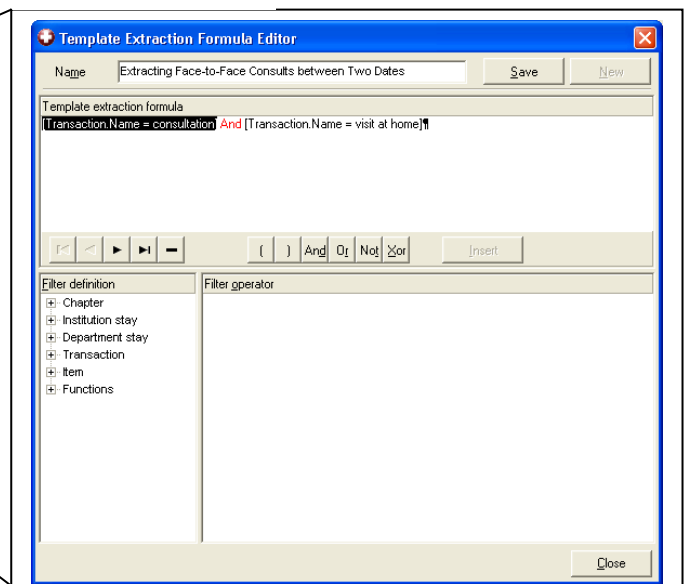 Template Extraction Formula Editor
Name Extracting Face-to-Face Consults between Two Dates Save New
Template extraction formula
[Transaction.Name = consultation] And [Transaction.Name = visit at home]¶
( ) And Or Not Xor Insert
Filter definition Filter operator
Chapter
Institution stay
Department stay
Transaction
Item
Functions
Close